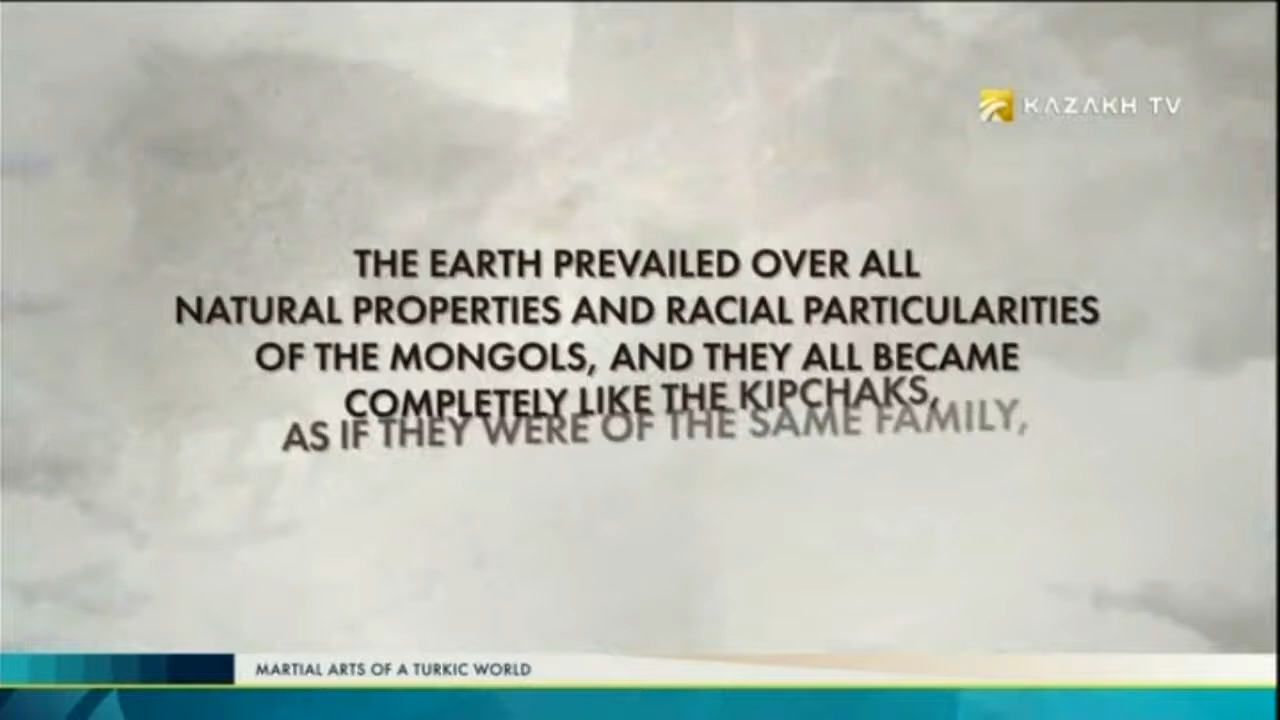 KAZAKH TV
THE EARTH PREVAILED OVER ALL
NATURAL PROPERTIES AND RACIAL PARTICULARITIES
OF THE MONGOLS, AND THEY ALL BECAME
COMPLETELY LIKE THE KIPCHAKS,
AS IF THEY WERE OF THE SAME FAMILY,
MARTIAL ARTS OF A TURKIC WORLD